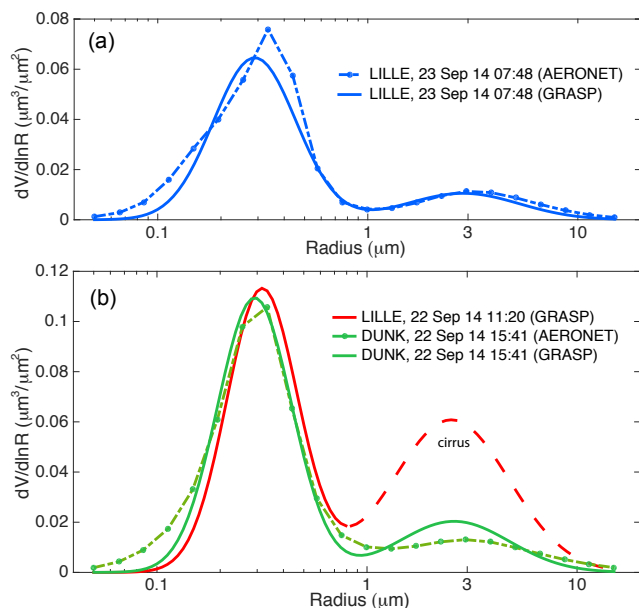 (a)
LILLE, 23 Sep 14 07:48 (AERONET)
LILLE, 23 Sep 14 07:48 (GRASP)
dV/dlnR (μm³/μm²)
0.08
0.06
0.04
0.02
0
0.1 0.3 1 3 10
Radius (μm)
(b)
LILLE, 22 Sep 14 11:20 (GRASP)
DUNK, 22 Sep 14 15:41 (AERONET)
DUNK, 22 Sep 14 15:41 (GRASP)
cirrus
dV/dlnR (μm³/μm²)
0.12
0.1
0.08
0.06
0.04
0.02
0
0.1 0.3 1 3 10
Radius (μm)